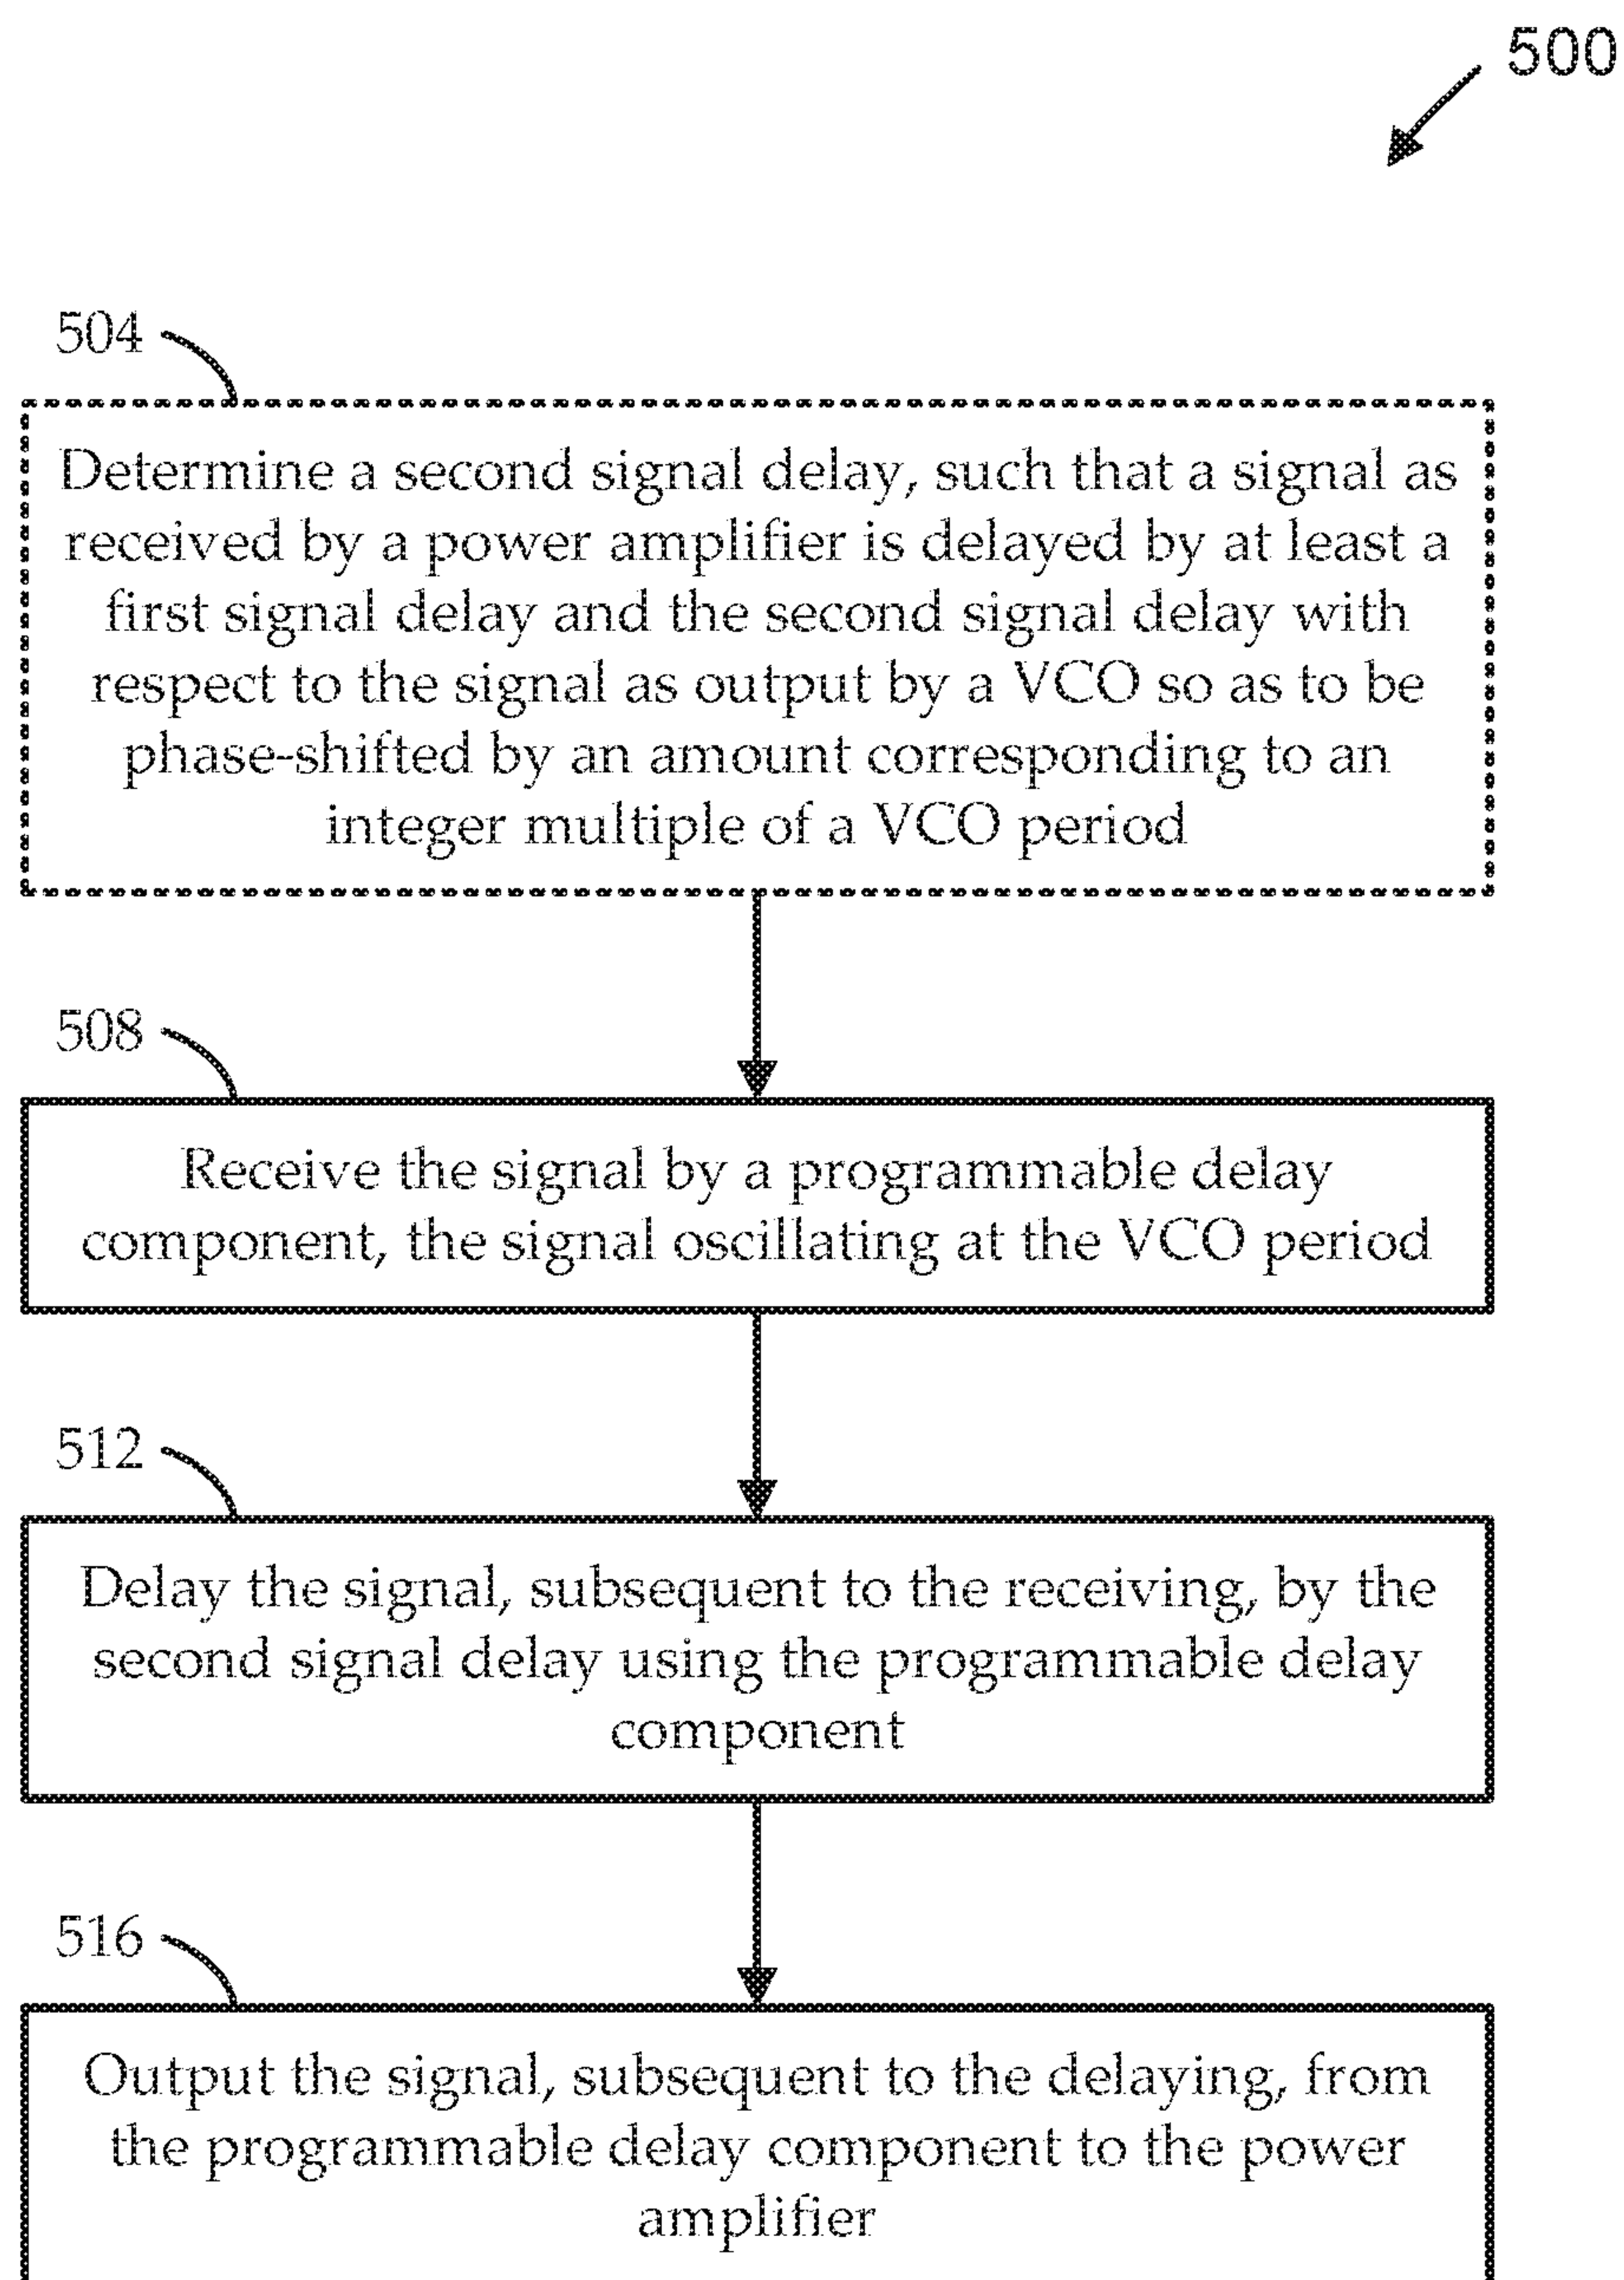 500
504
Determine a second signal delay, such that a signal as
received by a power amplifier is delayed by at least a
first signal delay and the second signal delay with
respect to the signal as output by a VCO so as to be
phase-shifted by an amount corresponding to an
integer multiple of a VCO period
508
Receive the signal by a programmable delay
component, the signal oscillating at the VCO period
512
Delay the signal, subsequent to the receiving, by the
second signal delay using the programmable delay
component
516
Output the signal, subsequent to the delaying, from
the programmable delay component to the power
amplifier